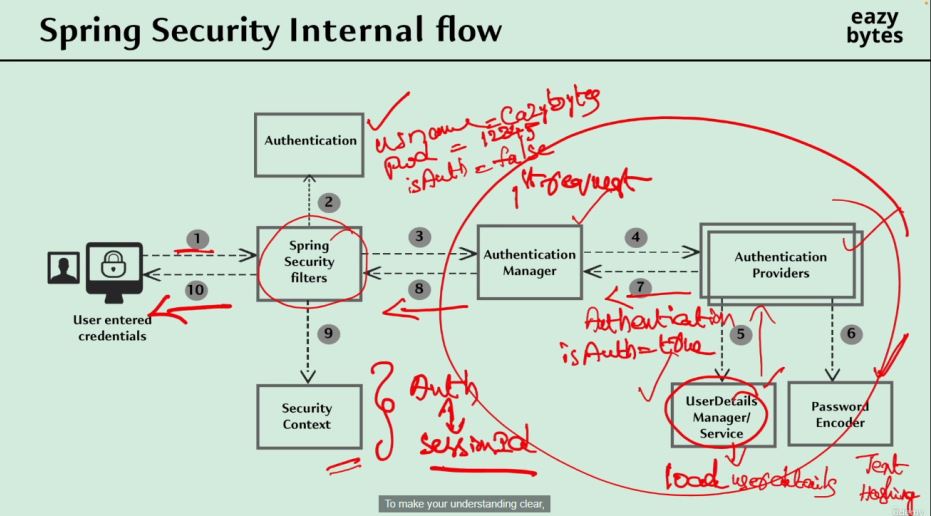 Spring Security Internal flow
eazy
bytes
Authentication
usrname = Eazybytes
pwd = 12345
isAuth = false
1st request
2
1
Spring
Security
filters
3
Authentication
Manager
4
Authentication
Providers
10
8
7
User entered
credentials
9
Authentication
isAuth = true
5
6
Security
Context
Auth
sessionId
UserDetails
Manager/
Service
Password
Encoder
load userdetails
Text
Hashing
To make your understanding clear,